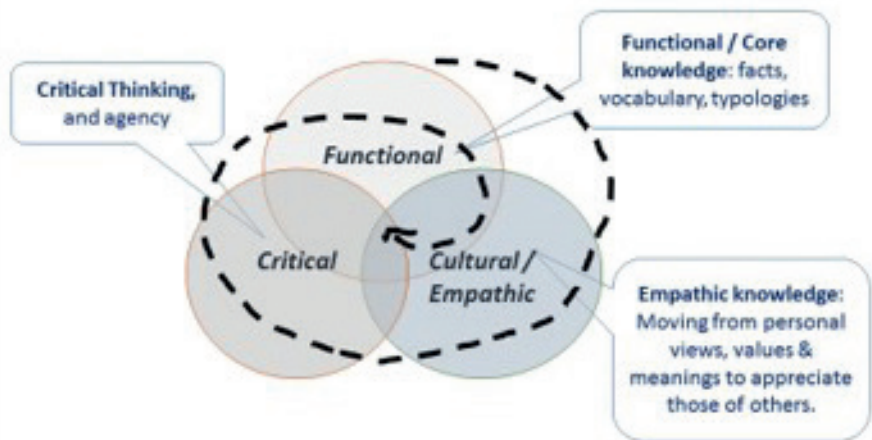 Functional / Core
knowledge: facts,
vocabulary, typologies
Critical Thinking,
and agency
Functional
Critical
Cultural /
Empathic
Empathic knowledge:
Moving from personal
views, values &
meanings to appreciate
those of others.